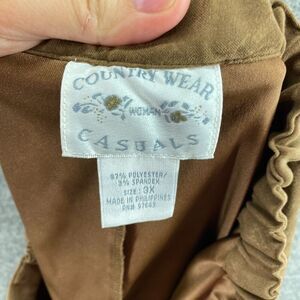 COUNTRY WEAR
WOMAN
CASUALS
97% POLYESTER/
3% SPANDEX
SIZE: 3X
MADE IN PHILIPPINES